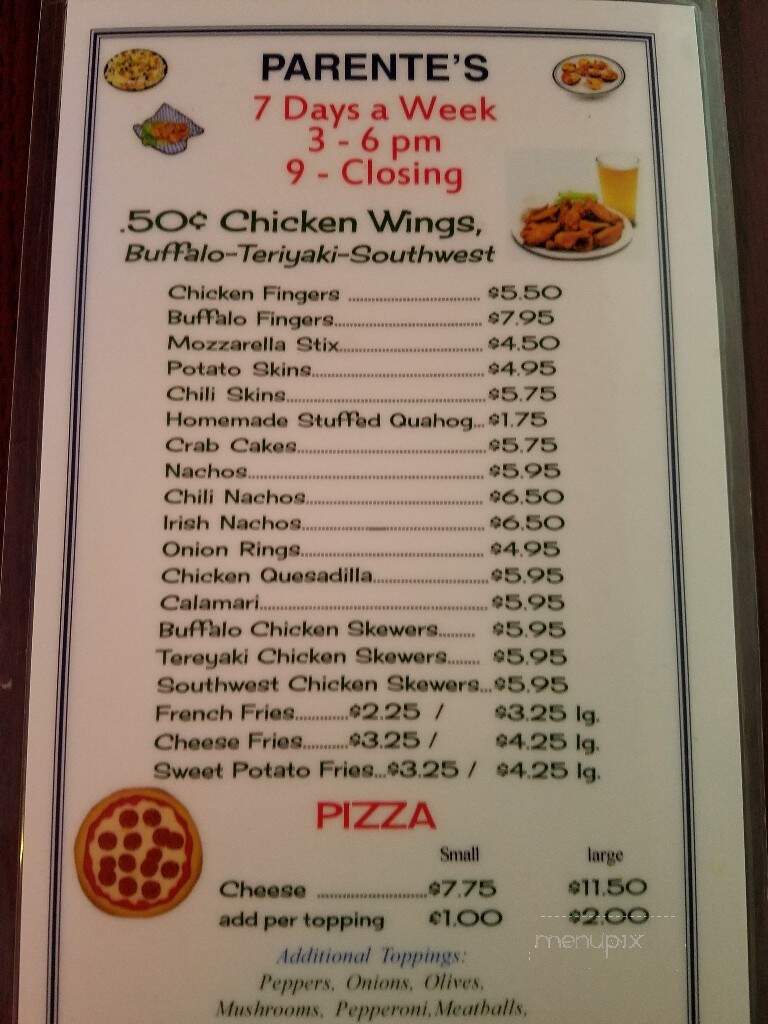 PARENTE'S
7 Days a Week
3 - 6 pm
9 - Closing
.50¢ Chicken Wings,
Buffalo-Teriyaki-Southwest
Chicken Fingers ................................ $5.50
Buffalo Fingers.................................... $7.95
Mozzarella Stix................................... $4.50
Potato Skins.......................................... $4.95
Chili Skins................................................ $5.75
Homemade Stuffed Quahog... $1.75
Crab Cakes............................................. $5.75
Nachos......................................................... $5.95
Chili Nachos........................................... $6.50
Irish Nachos............................................ $6.50
Onion Rings............................................ $4.95
Chicken Quesadilla............................ $5.95
Calamari...................................................... $5.95
Buffalo Chicken Skewers......... $5.95
Tereyaki Chicken Skewers........ $5.95
Southwest Chicken Skewers... $5.95
French Fries.............$2.25 / $3.25 lg.
Cheese Fries...........$3.25 / $4.25 lg.
Sweet Potato Fries...$3.25 / $4.25 lg.
PIZZA
Small large
Cheese ...........................$7.75 $11.50
add per topping ¢1.00 $2.00
menupix
Additional Toppings:
Peppers, Onions, Olives,
Mushrooms, Pepperoni, Meatballs,